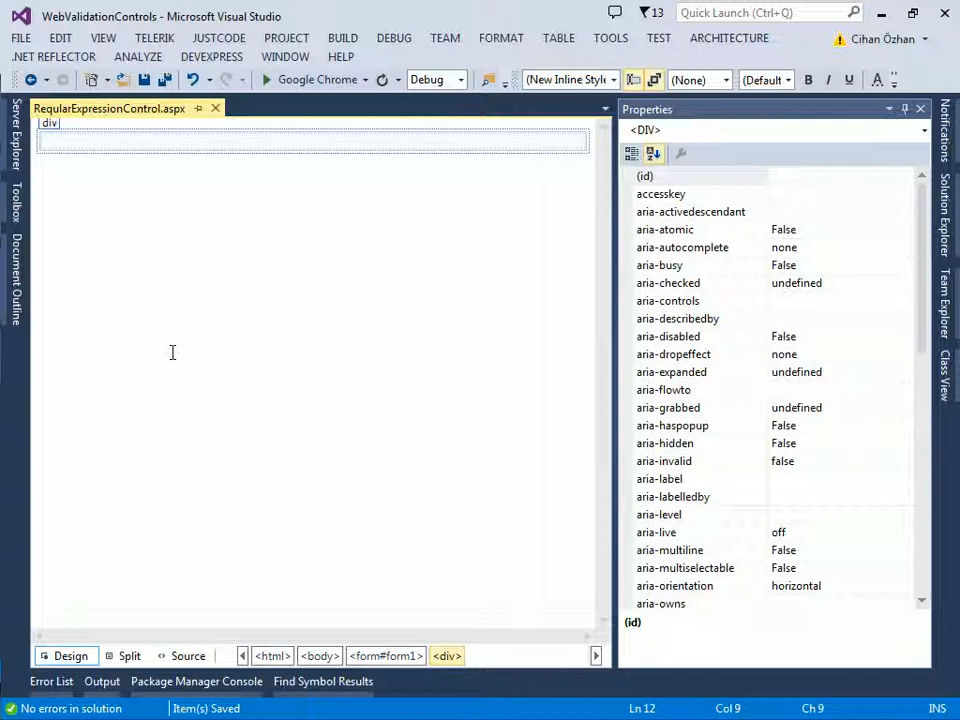 WebValidationControls - Microsoft Visual Studio
13
Quick Launch (Ctrl+Q)
FILE EDIT VIEW TELERIK JUSTCODE PROJECT BUILD DEBUG TEAM FORMAT TABLE TOOLS TEST ARCHITECTURE
Cihan Özhan
.NET REFLECTOR ANALYZE DEVEXPRESS WINDOW HELP
Google Chrome
Debug
(New Inline Style
(None)
(Default
B I U A
RegularExpressionControl.aspx
Properties
div
<DIV>
Server Explorer
Toolbox
Document Outline
(id)
accesskey
aria-activedescendant
aria-atomic False
aria-autocomplete none
aria-busy False
aria-checked undefined
aria-controls
aria-describedby
aria-disabled False
aria-dropeffect none
aria-expanded undefined
aria-flowto
aria-grabbed undefined
aria-haspopup False
aria-hidden False
aria-invalid false
aria-label
aria-labelledby
aria-level
aria-live off
aria-multiline False
aria-multiselectable False
aria-orientation horizontal
aria-owns
(id)
Notifications
Solution Explorer
Team Explorer
Class View
Design Split Source <html> <body> <form#form1> <div>
Error List Output Package Manager Console Find Symbol Results
No errors in solution Item(s) Saved Ln 12 Col 9 Ch 9 INS